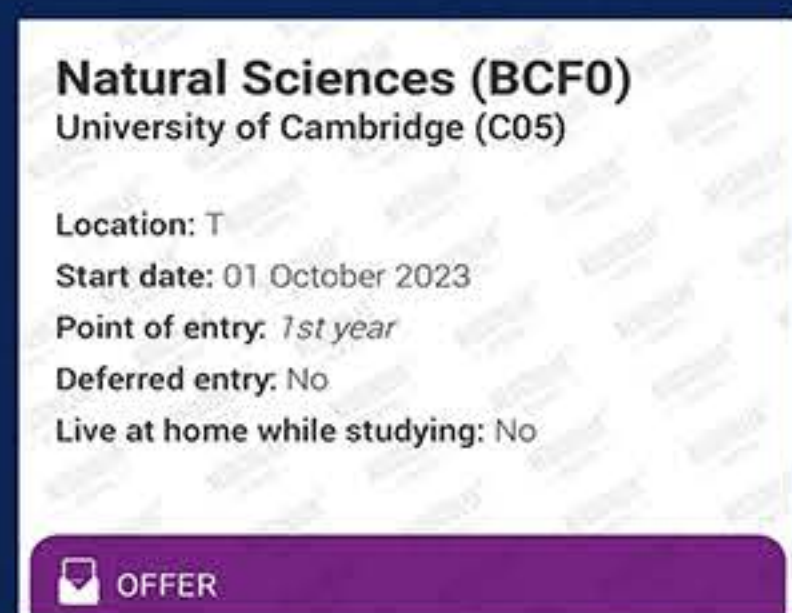 Natural Sciences (BCF0)
University of Cambridge (C05)
Location: T
Start date: 01 October 2023
Point of entry: 1st year
Deferred entry: No
Live at home while studying: No
OFFER